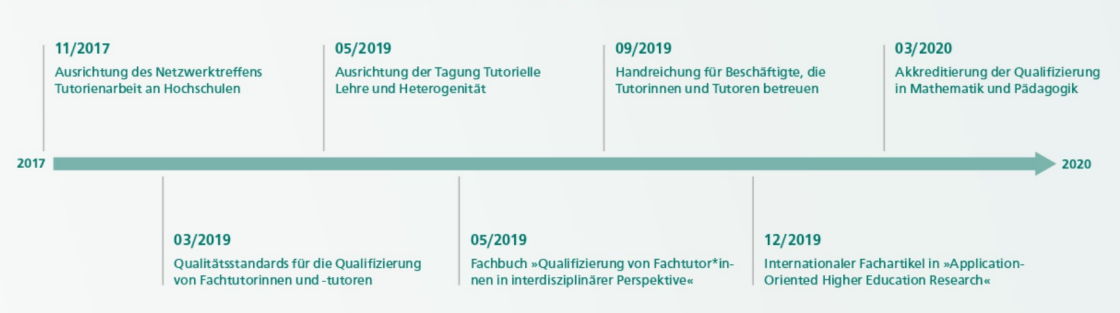 11/2017
Ausrichtung des Netzwerktreffens
Tutorienarbeit an Hochschulen
05/2019
Ausrichtung der Tagung Tutorielle
Lehre und Heterogenität
09/2019
Handreichung für Beschäftigte, die
Tutorinnen und Tutoren betreuen
03/2020
Akkreditierung der Qualifizierung
in Mathematik und Pädagogik
2017
2020
03/2019
Qualitätsstandards für die Qualifizierung
von Fachtutorinnen und -tutoren
05/2019
Fachbuch »Qualifizierung von Fachtutor*in-
nen in interdisziplinärer Perspektive«
12/2019
Internationaler Fachartikel in »Application-
Oriented Higher Education Research«